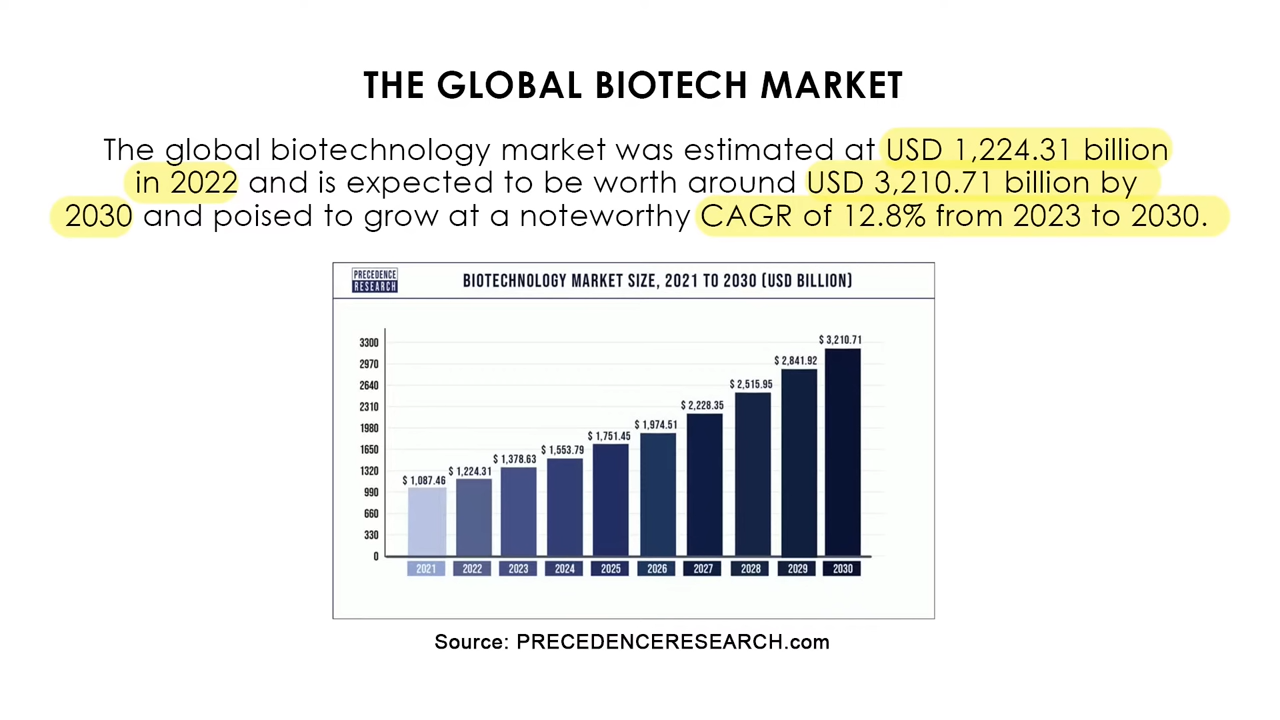 THE GLOBAL BIOTECH MARKET
The global biotechnology market was estimated at USD 1,224.31 billion
in 2022 and is expected to be worth around USD 3,210.71 billion by
2030 and poised to grow at a noteworthy CAGR of 12.8% from 2023 to 2030.
PRECEDENCE
RESEARCH
BIOTECHNOLOGY MARKET SIZE, 2021 TO 2030 (USD BILLION)
3300
2970
2640
2310
1980
1650
1320
990
660
330
0
$ 1,087.46
$ 1,224.31
$ 1,378.63
$ 1,553.79
$ 1,751.45
$ 1,974.51
$ 2,228.35
$ 2,515.95
$ 2,841.92
$ 3,210.71
2021 2022 2023 2024 2025 2026 2027 2028 2029 2030
Source: PRECEDENCERESEARCH.com